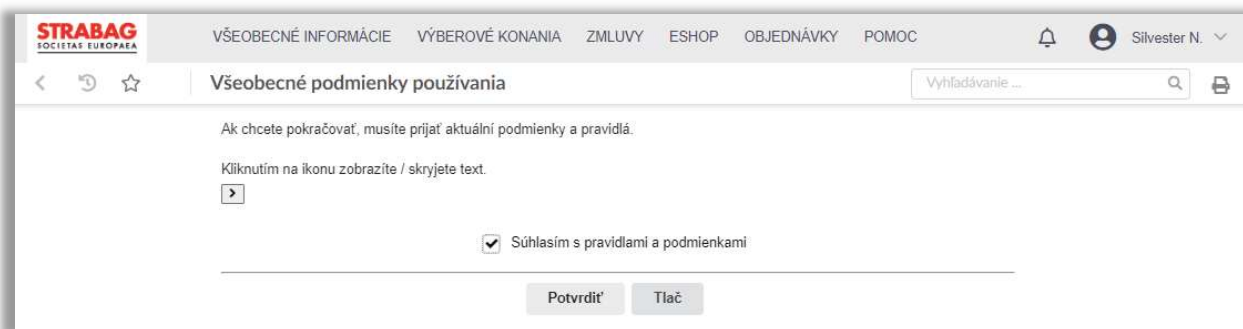 STRABAG
SOCIETAS EUROPAEA
VŠEOBECNÉ INFORMÁCIE VÝBEROVÉ KONANIA ZMLUVY ESHOP OBJEDNÁVKY POMOC Silvester N.
Všeobecné podmienky používania
Vyhľadávanie ...
Ak chcete pokračovať, musíte prijať aktuální podmienky a pravidlá.
Kliknutím na ikonu zobrazíte / skryjete text.
Súhlasím s pravidlami a podmienkami
Potvrdiť Tlač